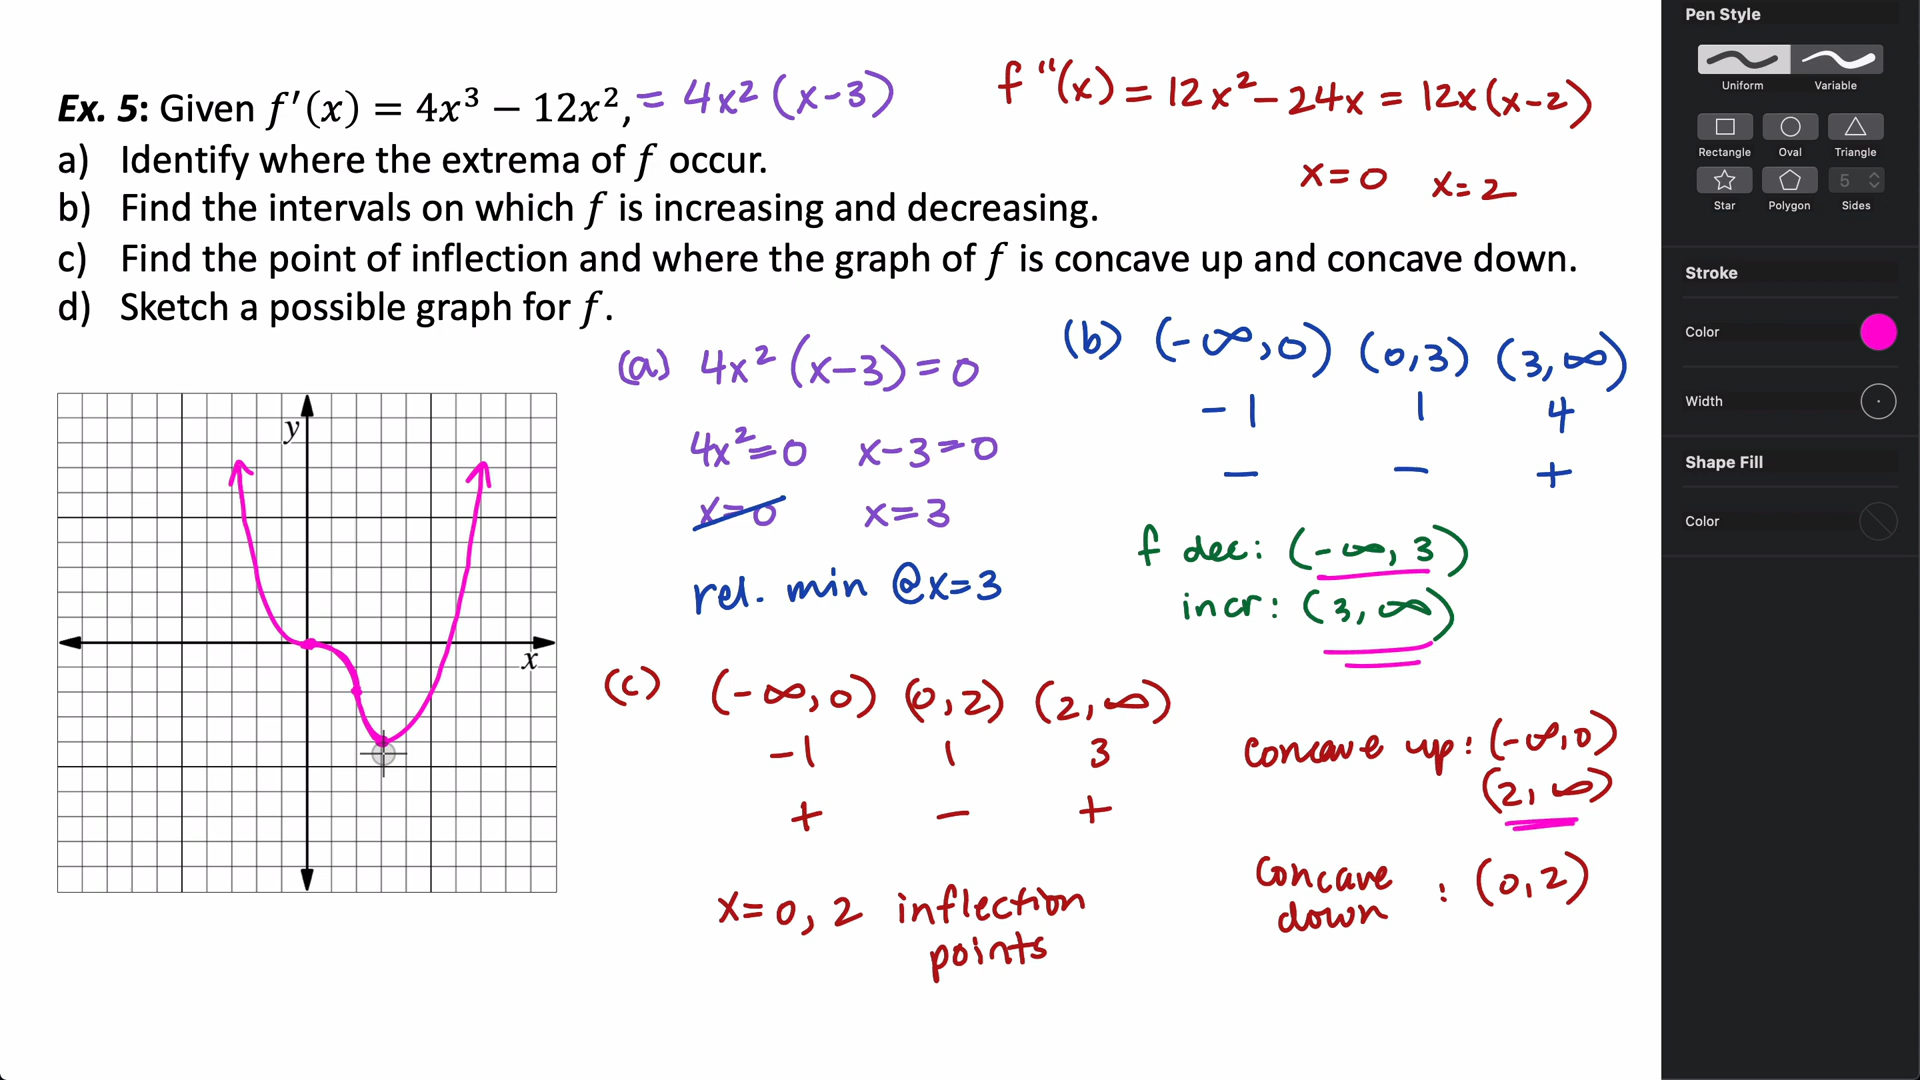 Ex. 5: Given f′(x) = 4x³ − 12x², = 4x² (x-3)
f "(x) = 12x² - 24x = 12x(x-2)
x=0 x=2
a) Identify where the extrema of f occur.
b) Find the intervals on which f is increasing and decreasing.
c) Find the point of inflection and where the graph of f is concave up and concave down.
d) Sketch a possible graph for f.
y
x
(a) 4x² (x-3) = 0
4x²=0 x-3=0
x=0 x=3
rel. min @x=3
(b) (-∞,0) (0,3) (3,∞)
-1 1 4
- - +
f dec: (-∞, 3)
incr: (3, ∞)
(c) (-∞,0) (0,2) (2,∞)
-1 1 3
+ - +
x=0, 2 inflection
points
Concave up: (-∞,0)
(2, ∞)
Concave
down : (0,2)
Pen Style
Uniform Variable
Rectangle Oval Triangle
5
Star Polygon Sides
Stroke
Color
Width
Shape Fill
Color